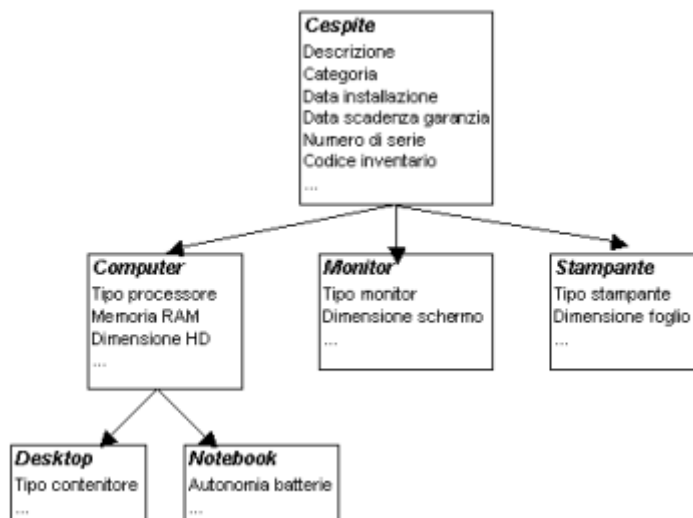 Cespite
Descrizione
Categoria
Data installazione
Data scadenza garanzia
Numero di serie
Codice inventario
...
Computer
Tipo processore
Memoria RAM
Dimensione HD
...
Monitor
Tipo monitor
Dimensione schermo
...
Stampante
Tipo stampante
Dimensione foglio
...
Desktop
Tipo contenitore
...
Notebook
Autonomia batterie
...